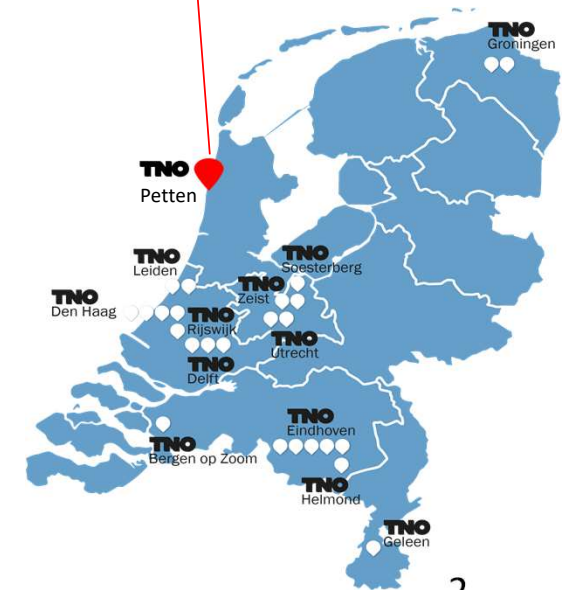 TNO
Groningen
TNO
Petten
TNO
Leiden
TNO
Soesterberg
TNO
Zeist
TNO
Den Haag
TNO
Rijswijk
TNO
Utrecht
TNO
Delft
TNO
Eindhoven
TNO
Bergen op Zoom
TNO
Helmond
TNO
Geleen
2